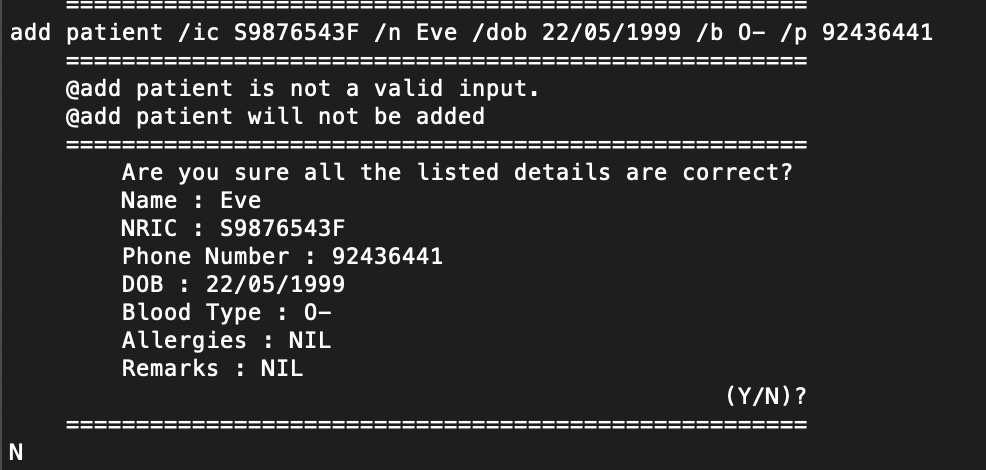 =====================================================
add patient /ic S9876543F /n Eve /dob 22/05/1999 /b O- /p 92436441
=====================================================
@add patient is not a valid input.
@add patient will not be added
=====================================================
Are you sure all the listed details are correct?
Name : Eve
NRIC : S9876543F
Phone Number : 92436441
DOB : 22/05/1999
Blood Type : O-
Allergies : NIL
Remarks : NIL
(Y/N)?
=====================================================
N